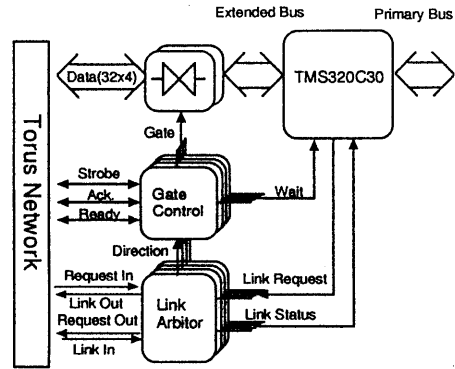 Extended Bus
Primary Bus
Data(32x4)
TMS320C30
Gate
Torus Network
Strobe
Ack.
Ready
Gate
Control
Wait
Direction
Request In
Link Out
Request Out
Link In
Link
Arbitor
Link Request
Link Status